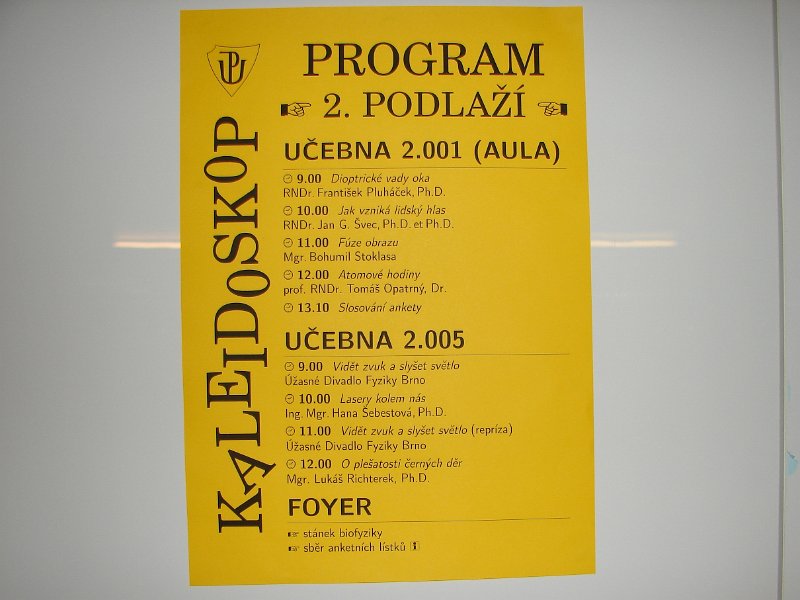 UP
KALEIDOSKOP
PROGRAM
2. PODLAŽÍ
UČEBNA 2.001 (AULA)
9.00 Dioptrické vady oka
RNDr. František Pluháček, Ph.D.
10.00 Jak vzniká lidský hlas
RNDr. Jan G. Švec, Ph.D. et Ph.D.
11.00 Fúze obrazu
Mgr. Bohumil Stoklasa
12.00 Atomové hodiny
prof. RNDr. Tomáš Opatrný, Dr.
13.10 Slosování ankety
UČEBNA 2.005
9.00 Vidět zvuk a slyšet světlo
Úžasné Divadlo Fyziky Brno
10.00 Lasery kolem nás
Ing. Mgr. Hana Šebestová, Ph.D.
11.00 Vidět zvuk a slyšet světlo (repríza)
Úžasné Divadlo Fyziky Brno
12.00 O plešatosti černých děr
Mgr. Lukáš Richterek, Ph.D.
FOYER
stánek biofyziky
sběr anketních lístků